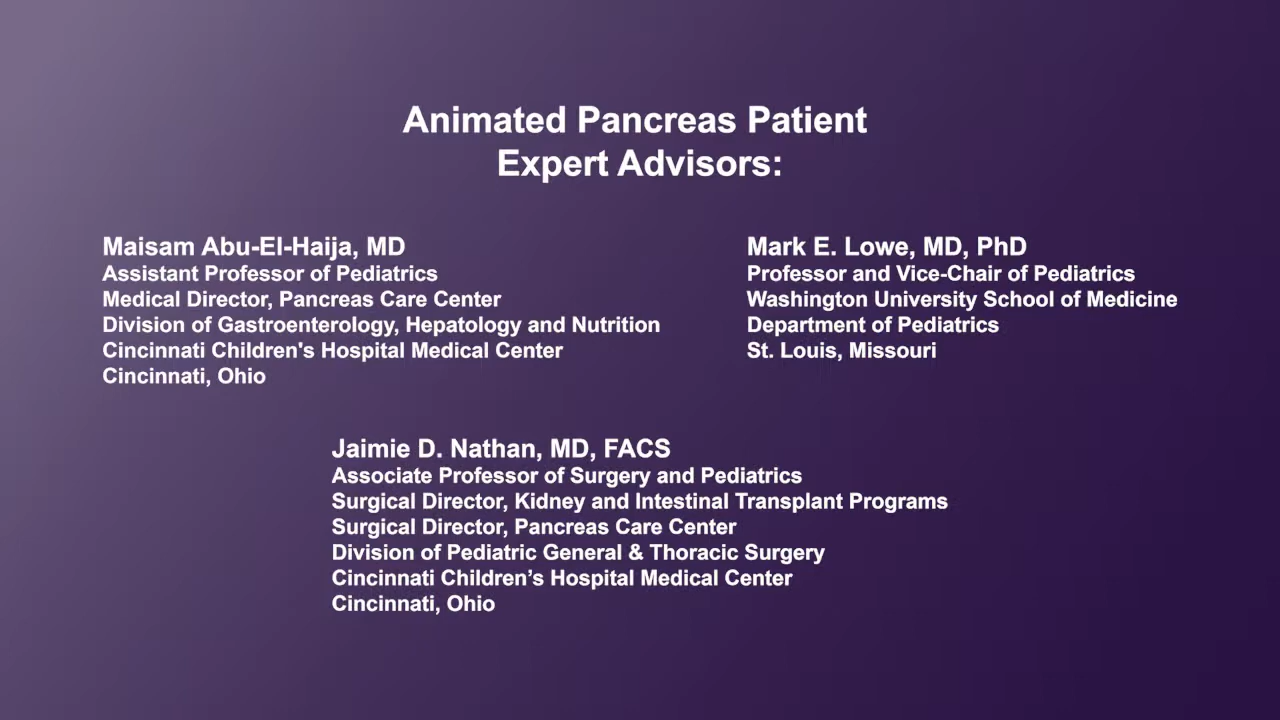 Animated Pancreas Patient
Expert Advisors:
Maisam Abu-El-Haija, MD
Assistant Professor of Pediatrics
Medical Director, Pancreas Care Center
Division of Gastroenterology, Hepatology and Nutrition
Cincinnati Children's Hospital Medical Center
Cincinnati, Ohio
Mark E. Lowe, MD, PhD
Professor and Vice-Chair of Pediatrics
Washington University School of Medicine
Department of Pediatrics
St. Louis, Missouri
Jaimie D. Nathan, MD, FACS
Associate Professor of Surgery and Pediatrics
Surgical Director, Kidney and Intestinal Transplant Programs
Surgical Director, Pancreas Care Center
Division of Pediatric General & Thoracic Surgery
Cincinnati Children’s Hospital Medical Center
Cincinnati, Ohio